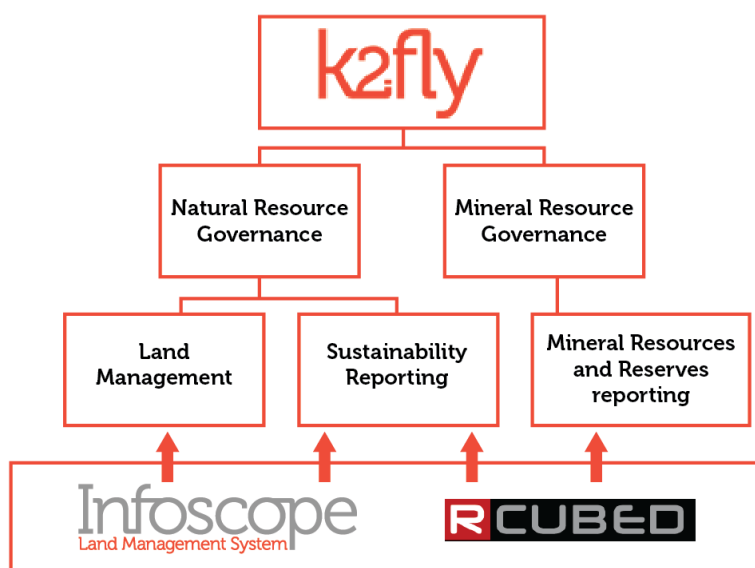 k2fly
Natural Resource
Governance
Mineral Resource
Governance
Land
Management
Sustainability
Reporting
Mineral Resources
and Reserves
reporting
Infoscope
Land Management System
RCUBED